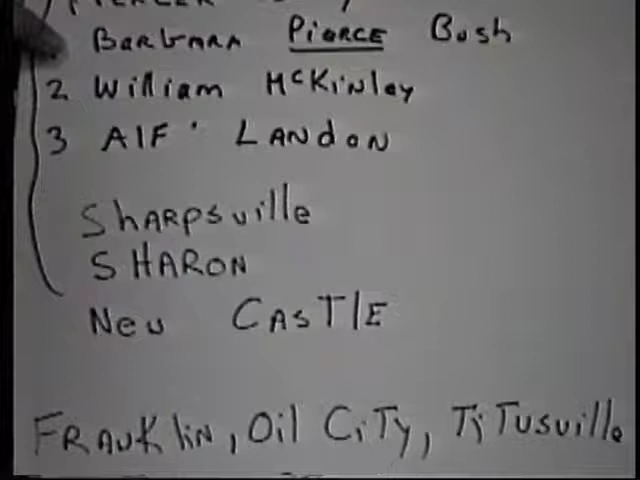 Barbara Pierce Bush
2 William McKinley
3 Alf Landon
Sharpsville
SHARON
New CASTlE
FRANKlin, Oil CiTy, TiTusville